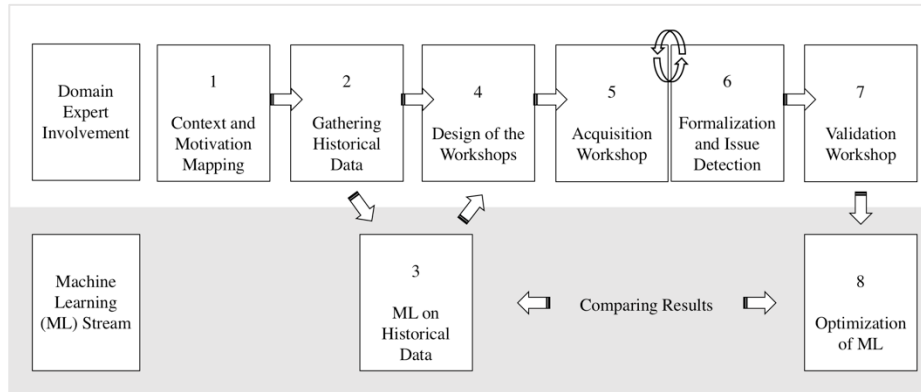 Domain
Expert
Involvement
1
Context and
Motivation
Mapping
2
Gathering
Historical
Data
4
Design of the
Workshops
5
Acquisition
Workshop
6
Formalization
and Issue
Detection
7
Validation
Workshop
Machine
Learning
(ML) Stream
3
ML on
Historical
Data
Comparing Results
8
Optimization
of ML